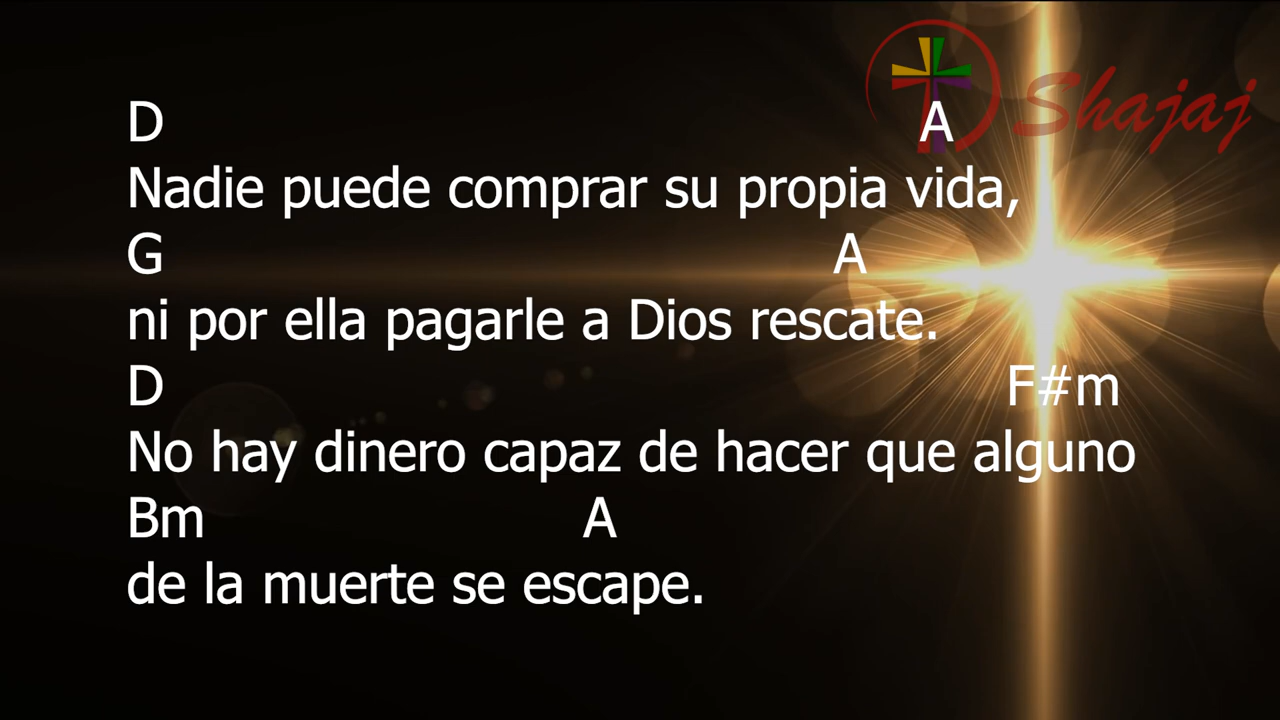 Shajaj
D A
Nadie puede comprar su propia vida,
G A
ni por ella pagarle a Dios rescate.
D F#m
No hay dinero capaz de hacer que alguno
Bm A
de la muerte se escape.